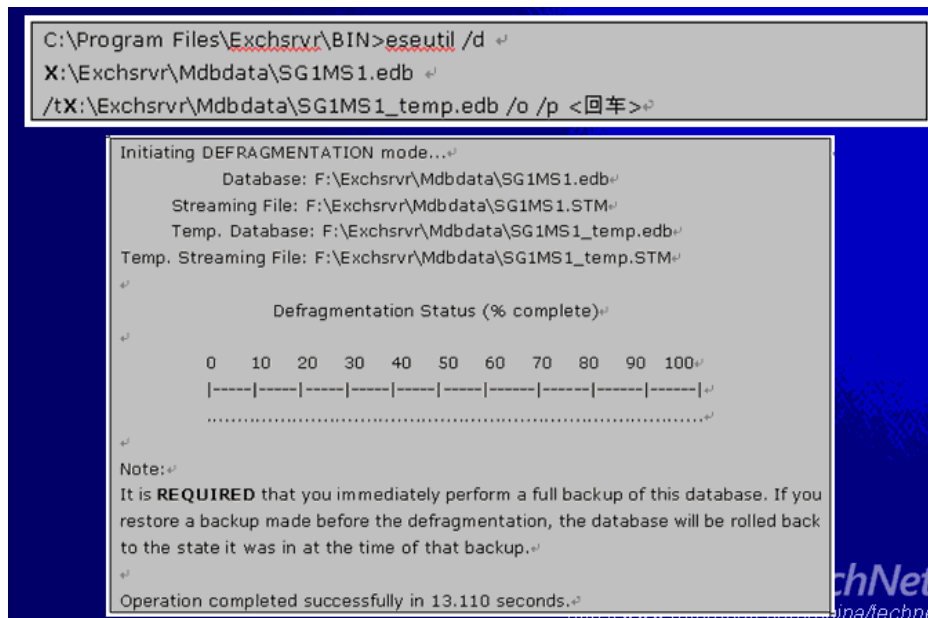 C:\Program Files\Exchsrvr\BIN>eseutil /d
X:\Exchsrvr\Mdbdata\SG1MS1.edb
/tX:\Exchsrvr\Mdbdata\SG1MS1_temp.edb /o /p <回车>
Initiating DEFRAGMENTATION mode...
Database: F:\Exchsrvr\Mdbdata\SG1MS1.edb
Streaming File: F:\Exchsrvr\Mdbdata\SG1MS1.STM
Temp. Database: F:\Exchsrvr\Mdbdata\SG1MS1_temp.edb
Temp. Streaming File: F:\Exchsrvr\Mdbdata\SG1MS1_temp.STM
Defragmentation Status (% complete)
0 10 20 30 40 50 60 70 80 90 100
|-----|-----|-----|-----|-----|-----|-----|-----|------|------|
...................................................................
Note:
It is REQUIRED that you immediately perform a full backup of this database. If you
restore a backup made before the defragmentation, the database will be rolled back
to the state it was in at the time of that backup.
Operation completed successfully in 13.110 seconds.
chNet